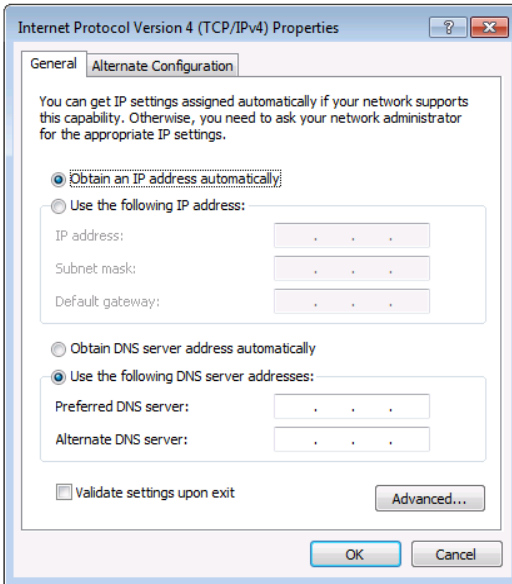 Internet Protocol Version 4 (TCP/IPv4) Properties
General
Alternate Configuration
You can get IP settings assigned automatically if your network supports
this capability. Otherwise, you need to ask your network administrator
for the appropriate IP settings.
Obtain an IP address automatically
Use the following IP address:
IP address:
. . .
Subnet mask:
. . .
Default gateway:
. . .
Obtain DNS server address automatically
Use the following DNS server addresses:
Preferred DNS server:
. . .
Alternate DNS server:
. . .
Validate settings upon exit
Advanced...
OK
Cancel